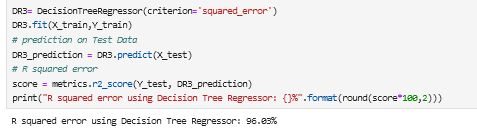 DR3= DecisionTreeRegressor(criterion='squared_error')
DR3.fit(X_train,Y_train)
# prediction on Test Data
DR3_prediction = DR3.predict(X_test)
# R squared error
score = metrics.r2_score(Y_test, DR3_prediction)
print("R squared error using Decision Tree Regressor: {}%".format(round(score*100,2)))
R squared error using Decision Tree Regressor: 96.03%